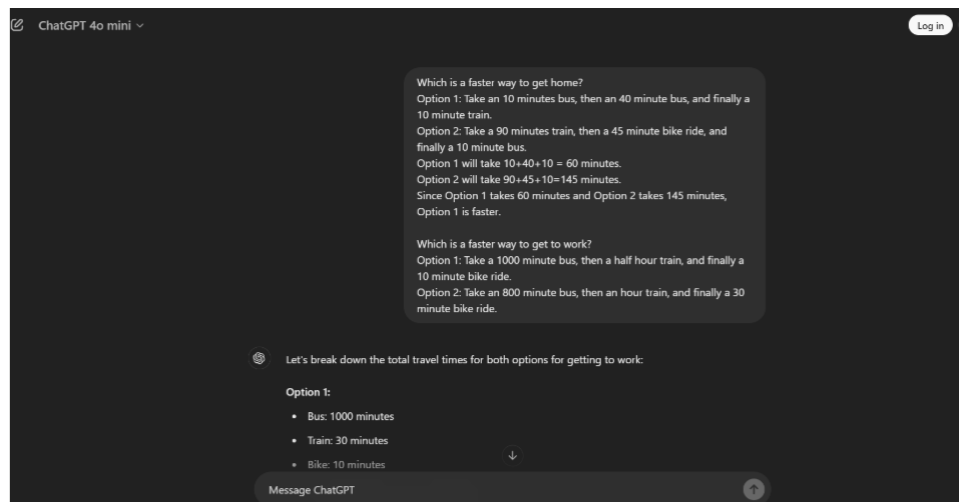 ChatGPT 4o mini
Log in
Which is a faster way to get home?
Option 1: Take an 10 minutes bus, then an 40 minute bus, and finally a
10 minute train.
Option 2: Take a 90 minutes train, then a 45 minute bike ride, and
finally a 10 minute bus.
Option 1 will take 10+40+10 = 60 minutes.
Option 2 will take 90+45+10=145 minutes.
Since Option 1 takes 60 minutes and Option 2 takes 145 minutes,
Option 1 is faster.
Which is a faster way to get to work?
Option 1: Take a 1000 minute bus, then a half hour train, and finally a
10 minute bike ride.
Option 2: Take an 800 minute bus, then an hour train, and finally a 30
minute bike ride.
Let's break down the total travel times for both options for getting to work:
Option 1:
• Bus: 1000 minutes
• Train: 30 minutes
• Bike: 10 minutes
Message ChatGPT